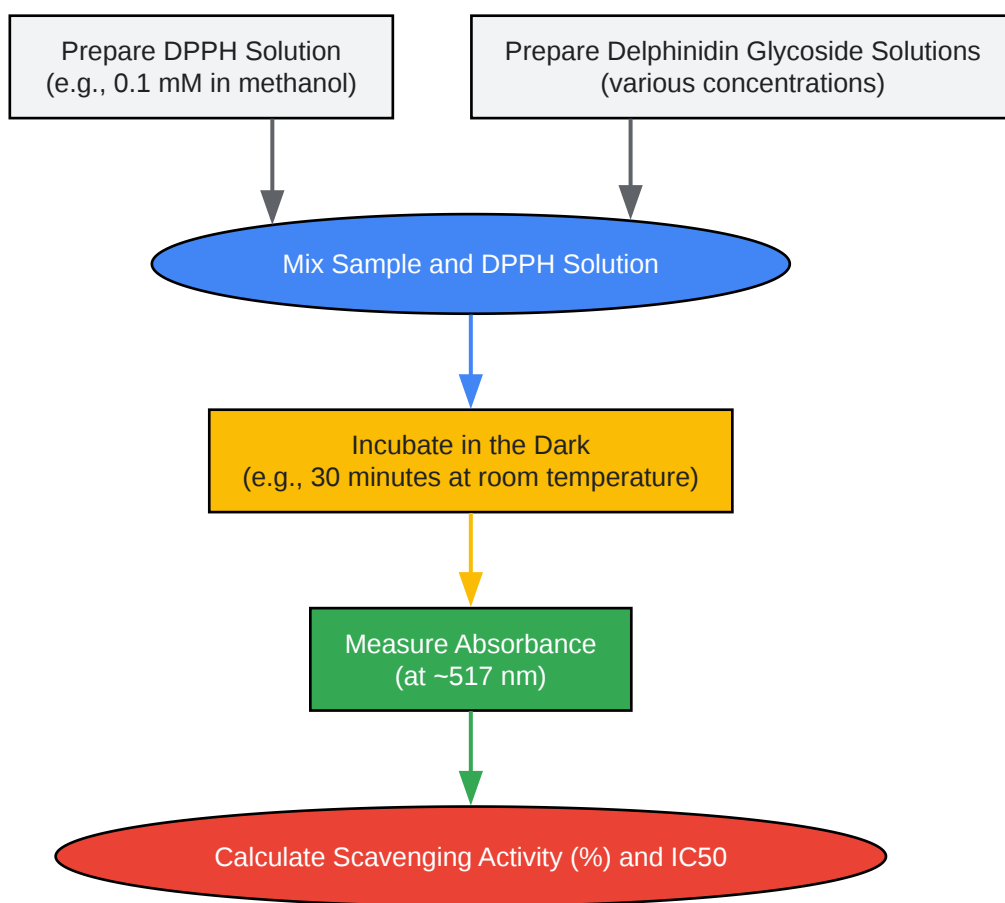 Prepare DPPH Solution
(e.g., 0.1 mM in methanol)
Prepare Delphinidin Glycoside Solutions
(various concentrations)
Mix Sample and DPPH Solution
Incubate in the Dark
(e.g., 30 minutes at room temperature)
Measure Absorbance
(at ~517 nm)
Calculate Scavenging Activity (%) and IC50